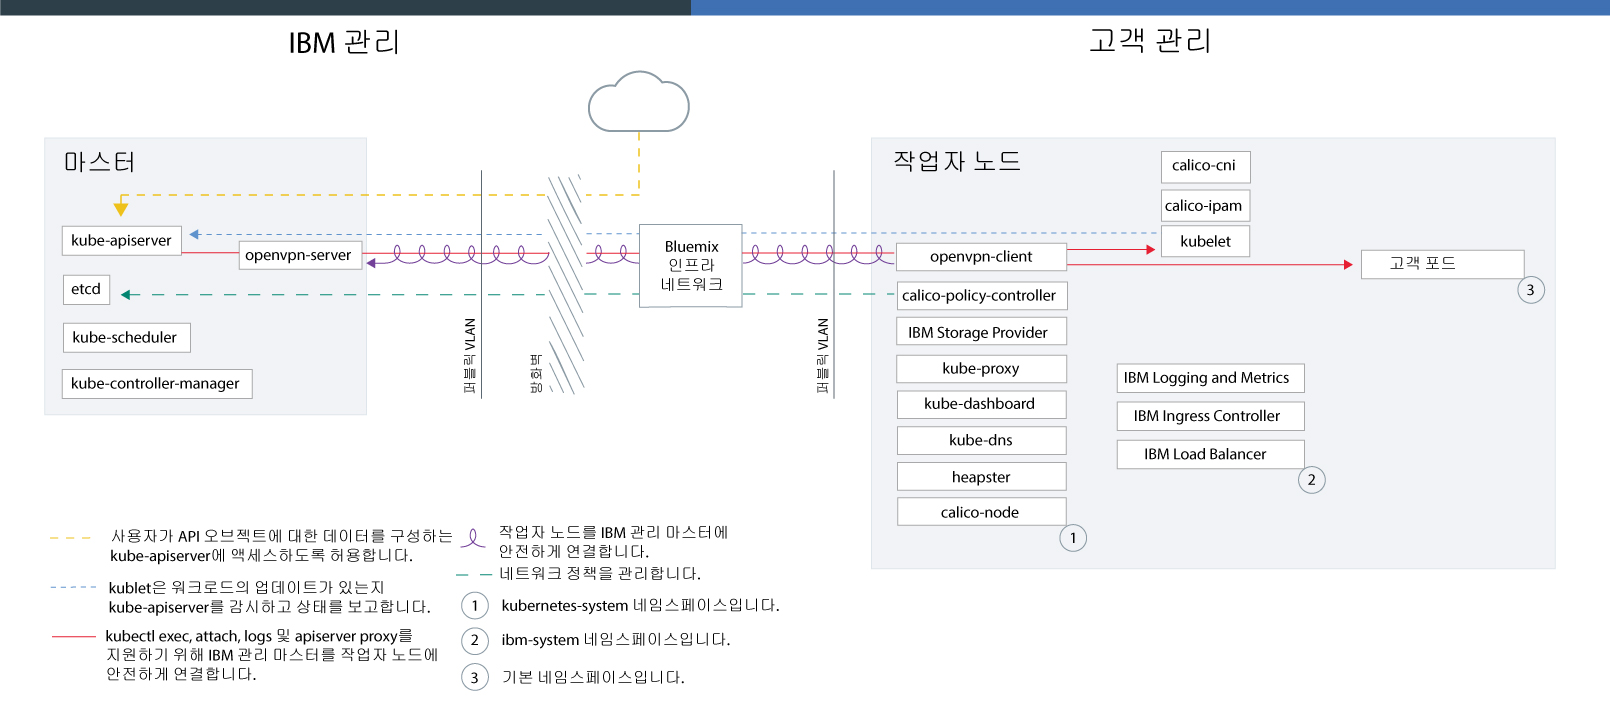 IBM 관리
고객 관리
마스터
kube-apiserver
openvpn-server
etcd
kube-scheduler
kube-controller-manager
퍼블릭 VLAN
방화벽
Bluemix
인프라
네트워크
퍼블릭 VLAN
작업자 노드
calico-cni
calico-ipam
kubelet
openvpn-client
고객 포드
3
calico-policy-controller
IBM Storage Provider
kube-proxy
kube-dashboard
kube-dns
heapster
calico-node
1
IBM Logging and Metrics
IBM Ingress Controller
IBM Load Balancer
2
사용자가 API 오브젝트에 대한 데이터를 구성하는
kube-apiserver에 액세스하도록 허용합니다.
kublet은 워크로드의 업데이트가 있는지
kube-apiserver를 감시하고 상태를 보고합니다.
kubectl exec, attach, logs 및 apiserver proxy를
지원하기 위해 IBM 관리 마스터를 작업자 노드에
안전하게 연결합니다.
작업자 노드를 IBM 관리 마스터에
안전하게 연결합니다.
네트워크 정책을 관리합니다.
1 kubernetes-system 네임스페이스입니다.
2 ibm-system 네임스페이스입니다.
3 기본 네임스페이스입니다.